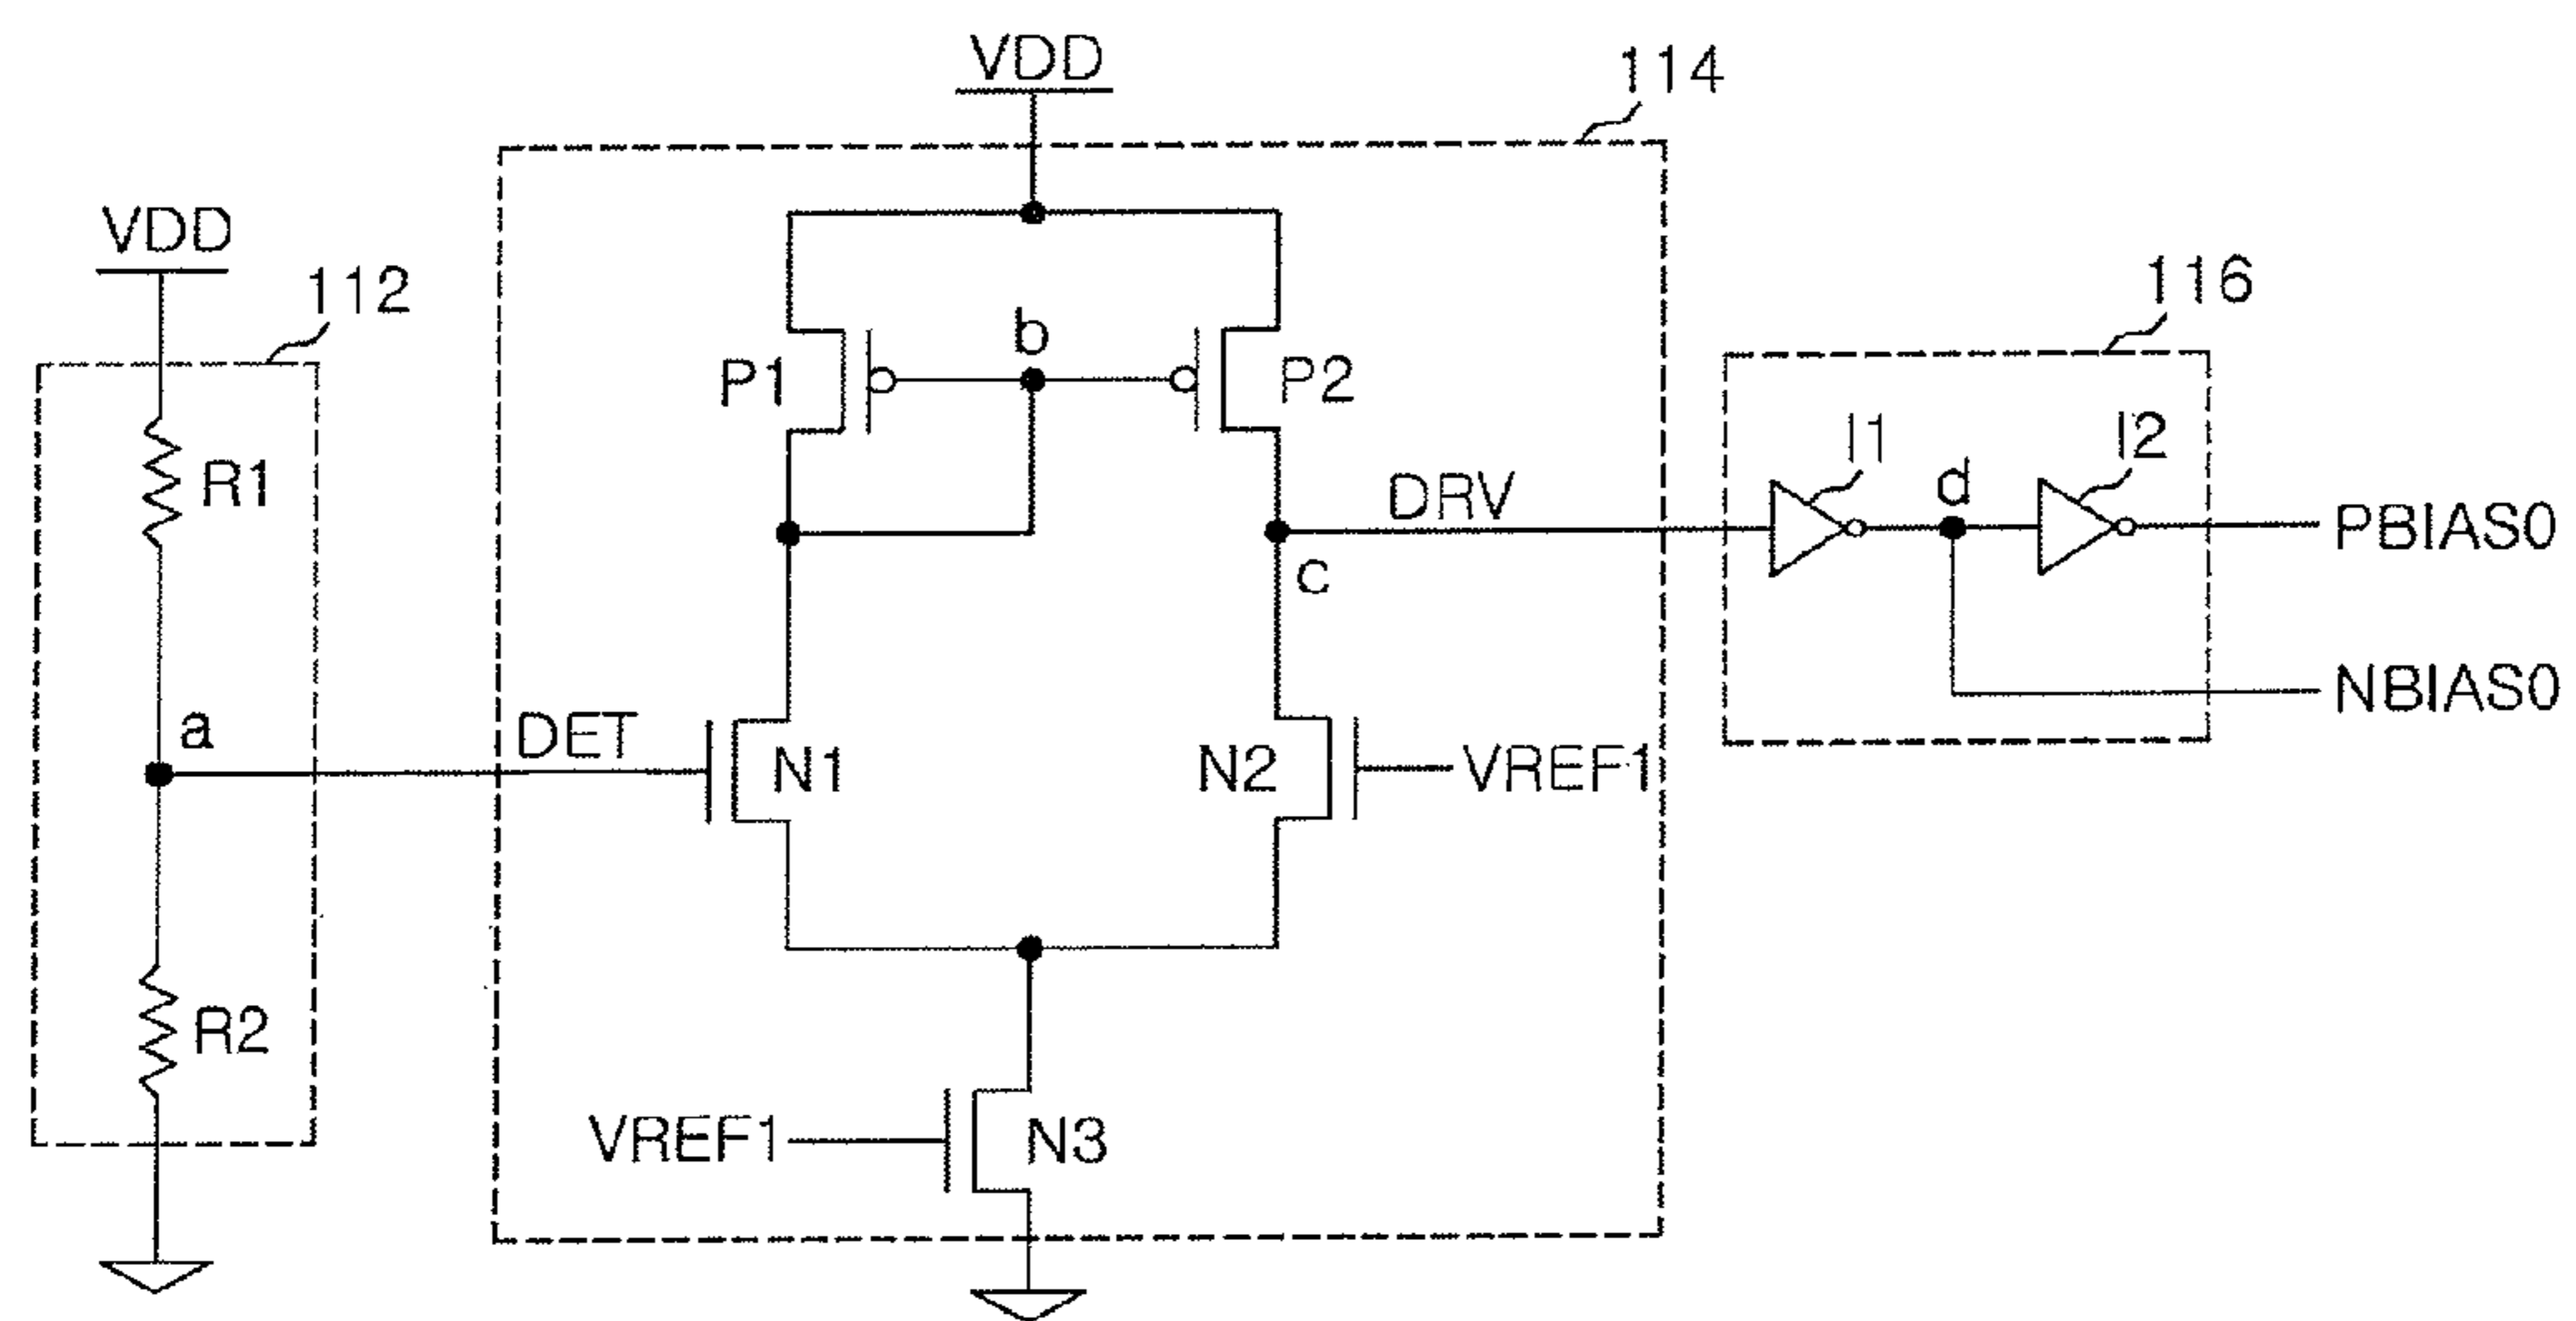 VDD
114
VDD
112
116
b
P1
P2
I1
I2
R1
DRV
d
PBIAS0
c
a
DET
N1
N2
VREF1
NBIAS0
R2
VREF1
N3